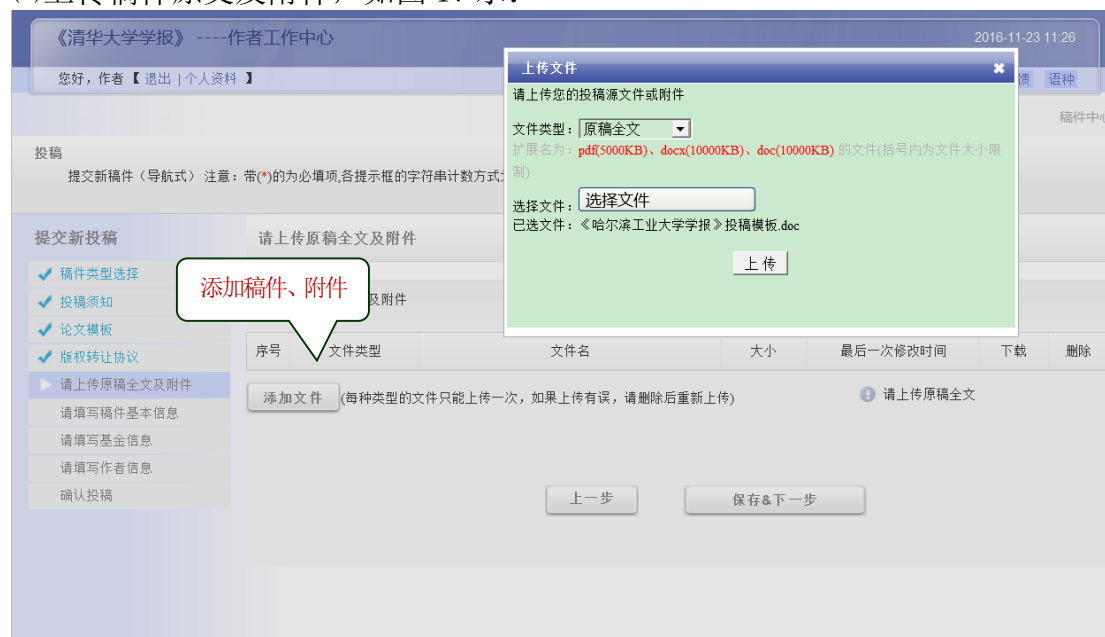 《清华大学学报》 ----作者工作中心
2016-11-23 11:26
您好，作者【 退出 | 个人资料 】
馈 语种
稿件中心
投稿
提交新稿件（导航式） 注意：带(*)的为必填项,各提示框的字符串计数方式
上传文件
请上传您的投稿源文件或附件
文件类型： 原稿全文
扩展名为： pdf(5000KB)、docx(10000KB)、doc(10000KB) 的文件(括号内为文件大小限
制)
选择文件： 选择文件
已选文件：《哈尔滨工业大学学报》投稿模板.doc
上 传
提交新投稿
稿件类型选择
投稿须知
论文模板
版权转让协议
请上传原稿全文及附件
请填写稿件基本信息
请填写基金信息
请填写作者信息
确认投稿
请上传原稿全文及附件
添加稿件、附件
及附件
序号 文件类型 文件名 大小 最后一次修改时间 下载 删除
添加文件 (每种类型的文件只能上传一次，如果上传有误，请删除后重新上传) 请上传原稿全文
上一步 保存&下一步